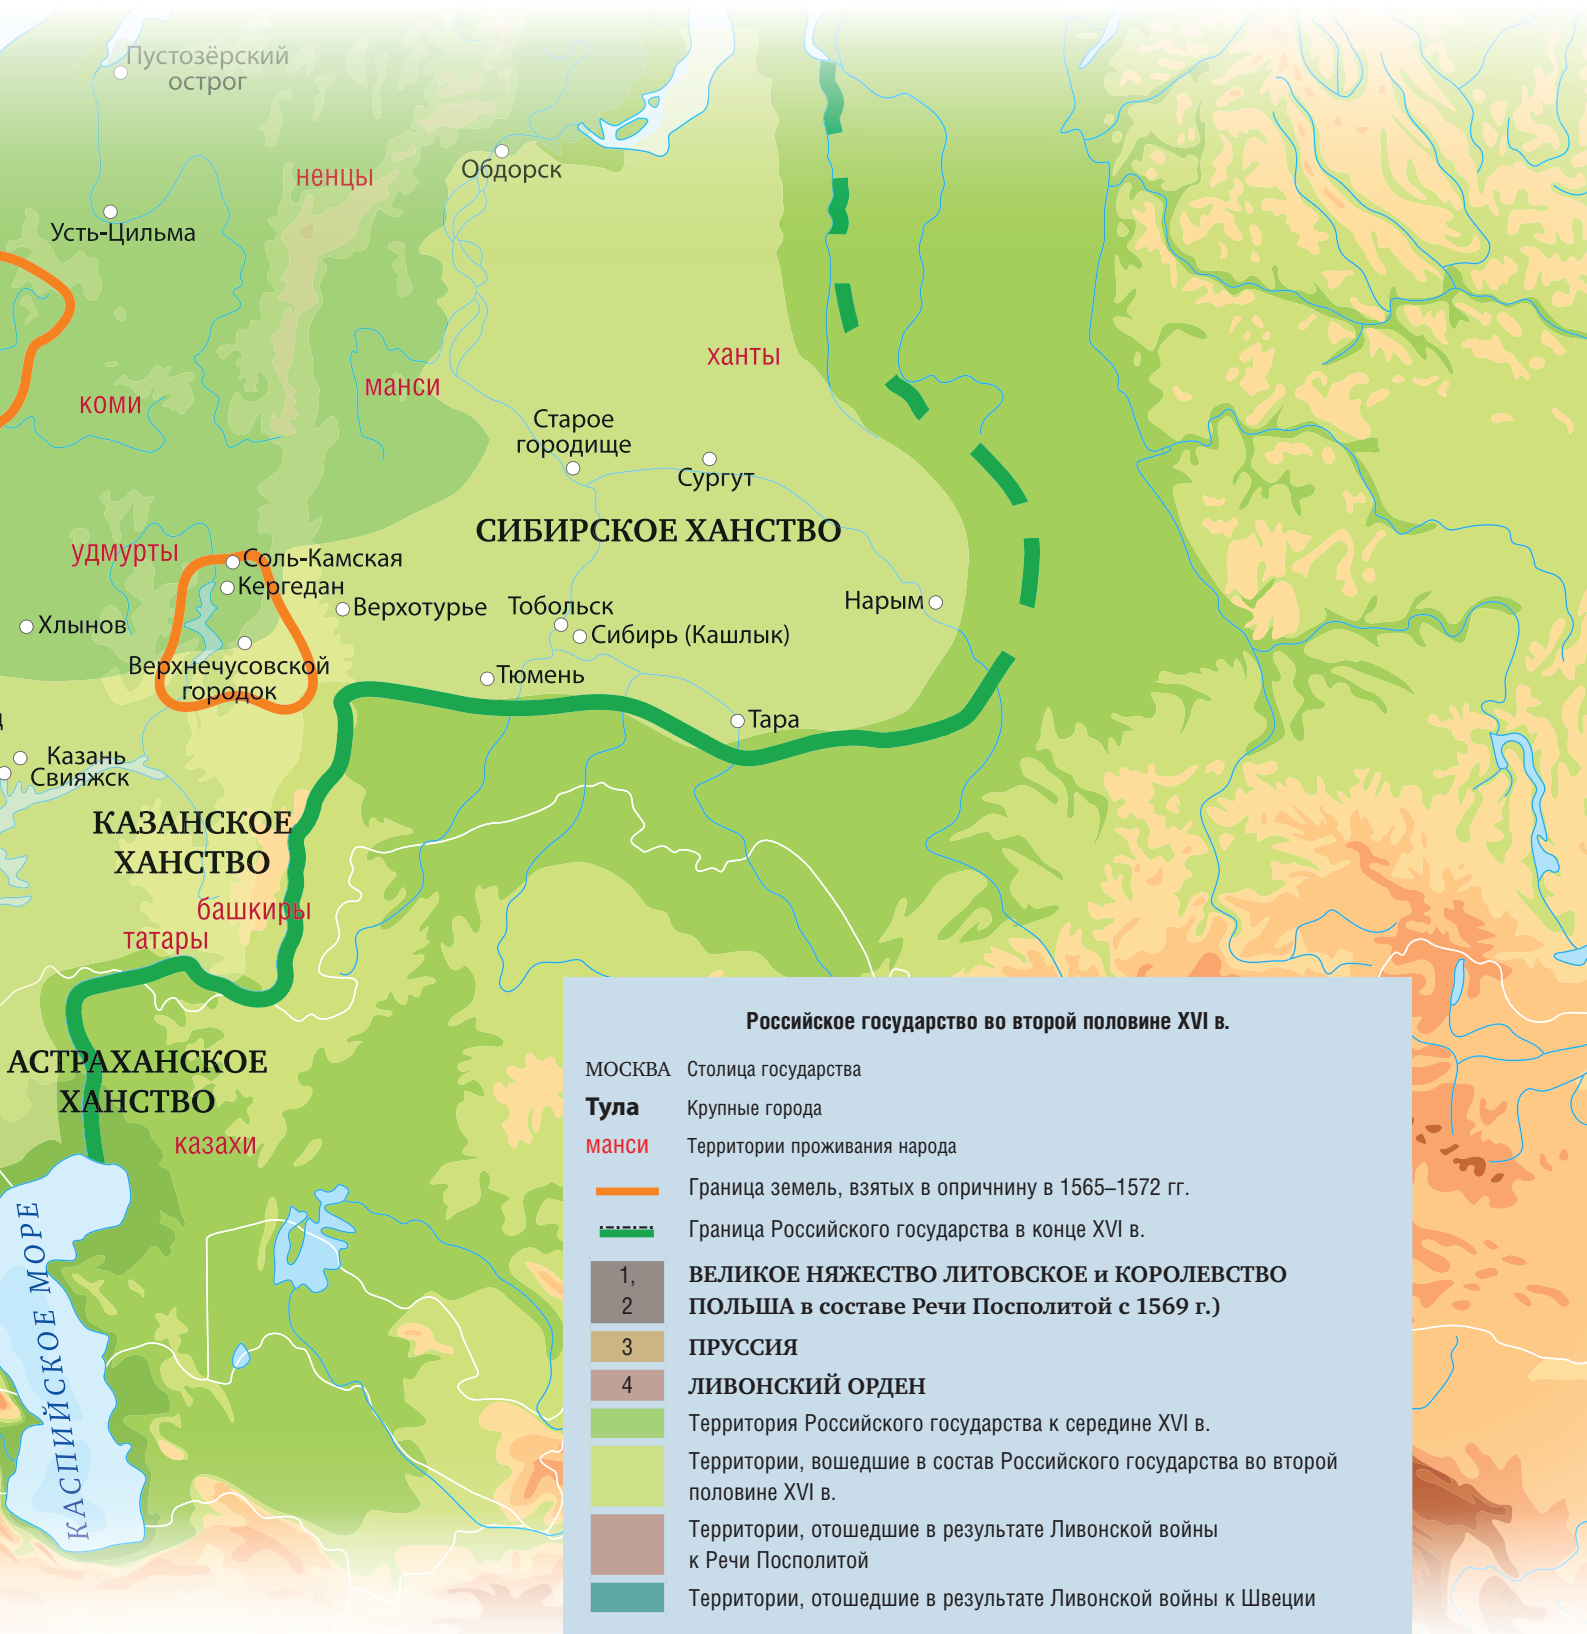 Пустозёрский
острог
Обдорск
ненцы
Усть-Цильма
ханты
манси
коми
Старое
городище
Сургут
СИБИРСКОЕ ХАНСТВО
удмурты
Соль-Камская
Кергедан
Верхотурье
Тобольск
Нарым
Хлынов
Сибирь (Кашлык)
Верхнечусовской
городок
Тюмень
Тара
Казань
Свияжск
КАЗАНСКОЕ
ХАНСТВО
башкиры
татары
АСТРАХАНСКОЕ
ХАНСТВО
казахи
КАСПИЙСКОЕ МОРЕ
Российское государство во второй половине XVI в.
МОСКВА Столица государства
Тула Крупные города
манси Территории проживания народа
Граница земель, взятых в опричнину в 1565–1572 гг.
Граница Российского государства в конце XVI в.
1, ВЕЛИКОЕ НЯЖЕСТВО ЛИТОВСКОЕ и КОРОЛЕВСТВО
2 ПОЛЬША в составе Речи Посполитой с 1569 г.)
3 ПРУССИЯ
4 ЛИВОНСКИЙ ОРДЕН
Территория Российского государства к середине XVI в.
Территории, вошедшие в состав Российского государства во второй
половине XVI в.
Территории, отошедшие в результате Ливонской войны
к Речи Посполитой
Территории, отошедшие в результате Ливонской войны к Швеции